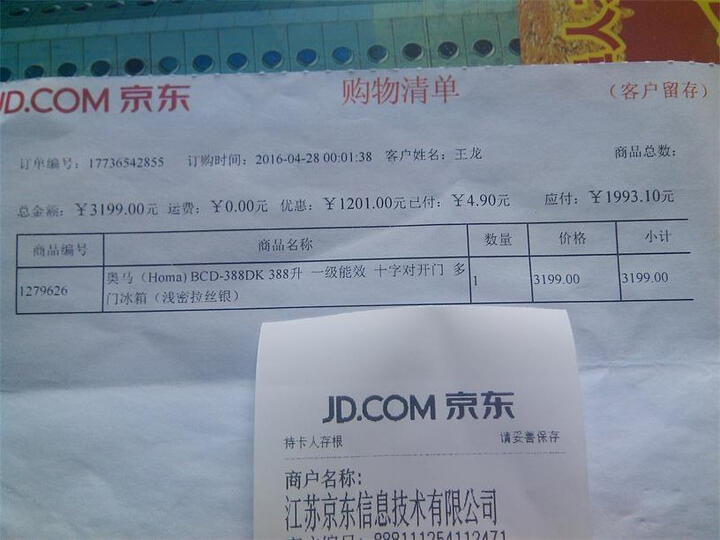 JD.COM 京东 购物清单 （客户留存）
订单编号：17736542855 订购时间：2016-04-28 00:01:38 客户姓名：王龙 商品总数：
总金额：￥3199.00元 运费：￥0.00元 优惠：￥1201.00元已付：￥4.90元 应付：￥1993.10元
商品编号 商品名称 数量 价格 小计
1279626 奥马（Homa) BCD-388DK 388升 一级能效 十字对开门 多 1 3199.00 3199.00
门冰箱（浅密拉丝银）
JD.COM 京东
持卡人存根 请妥善保存
商户名称：
江苏京东信息技术有限公司
商户编号：888111254112471